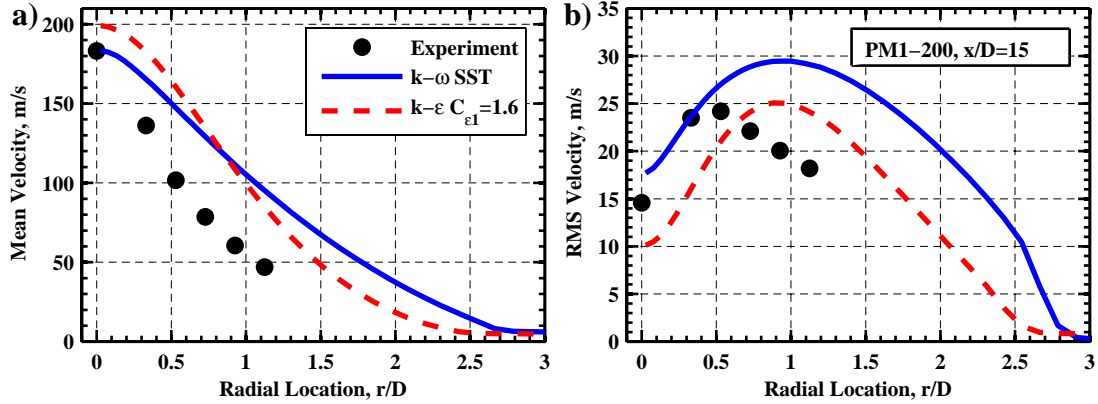 a)
Mean Velocity, m/s
200
150
100
50
0
0 0.5 1 1.5 2 2.5 3
Radial Location, r/D
Experiment
k−ω SST
k−ε C_ε1=1.6
b)
RMS Velocity, m/s
35
30
25
20
15
10
5
0
0 0.5 1 1.5 2 2.5 3
Radial Location, r/D
PM1−200, x/D=15